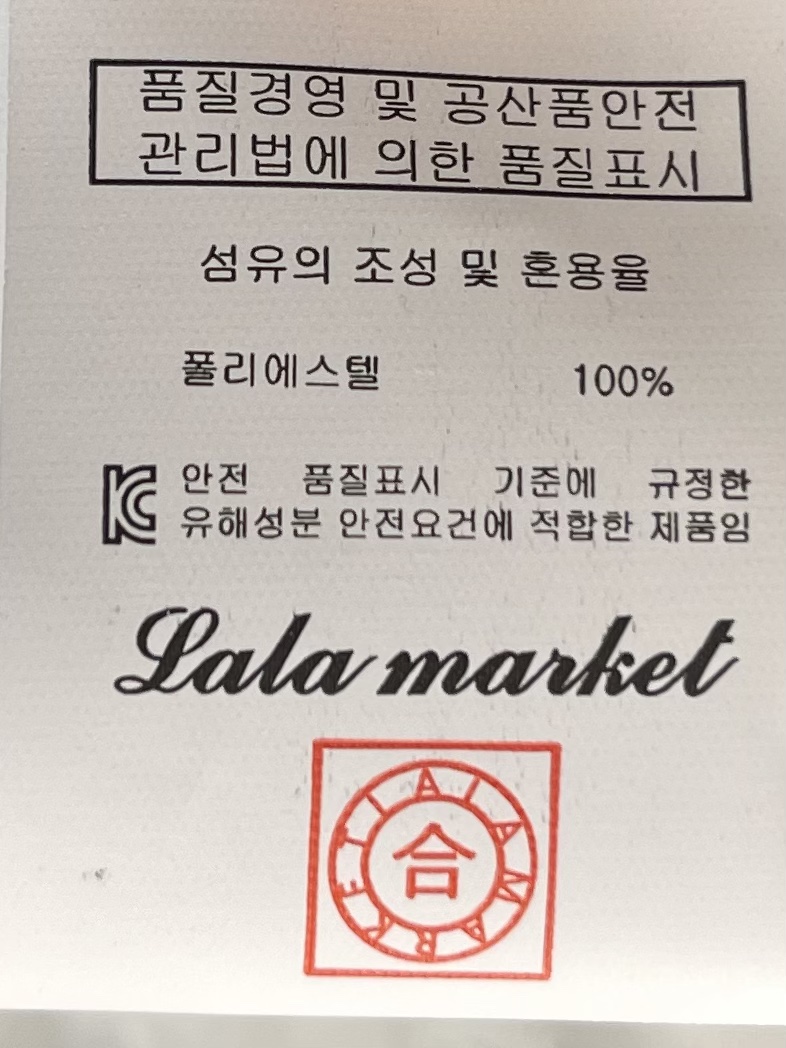 품질경영 및 공산품안전
관리법에 의한 품질표시
섬유의 조성 및 혼용율
폴리에스텔 100%
KC 안전 품질표시 기준에 규정한
유해성분 안전요건에 적합한 제품임
Lala market
LALAMARKET
合